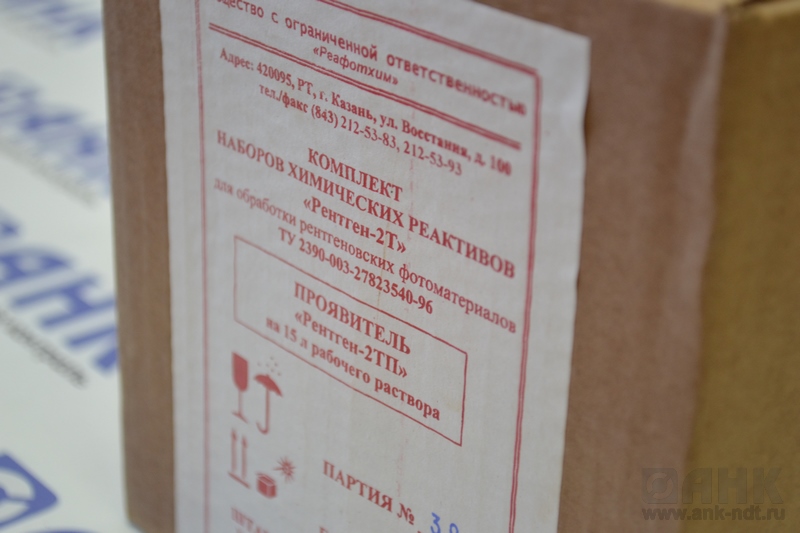 щество с ограниченной ответственностью
«Реафотхим»
Адрес: 420095, РТ, г. Казань, ул. Восстания, д. 100
тел./факс (843) 212-53-83, 212-53-93
КОМПЛЕКТ
НАБОРОВ ХИМИЧЕСКИХ РЕАКТИВОВ
«Рентген-2Т»
для обработки рентгеновских фотоматериалов
ТУ 2390-003-27823540-96
ПРОЯВИТЕЛЬ
«Рентген-2ТП»
на 15 л рабочего раствора
ПАРТИЯ №
АНК
www.ank-ndt.ru